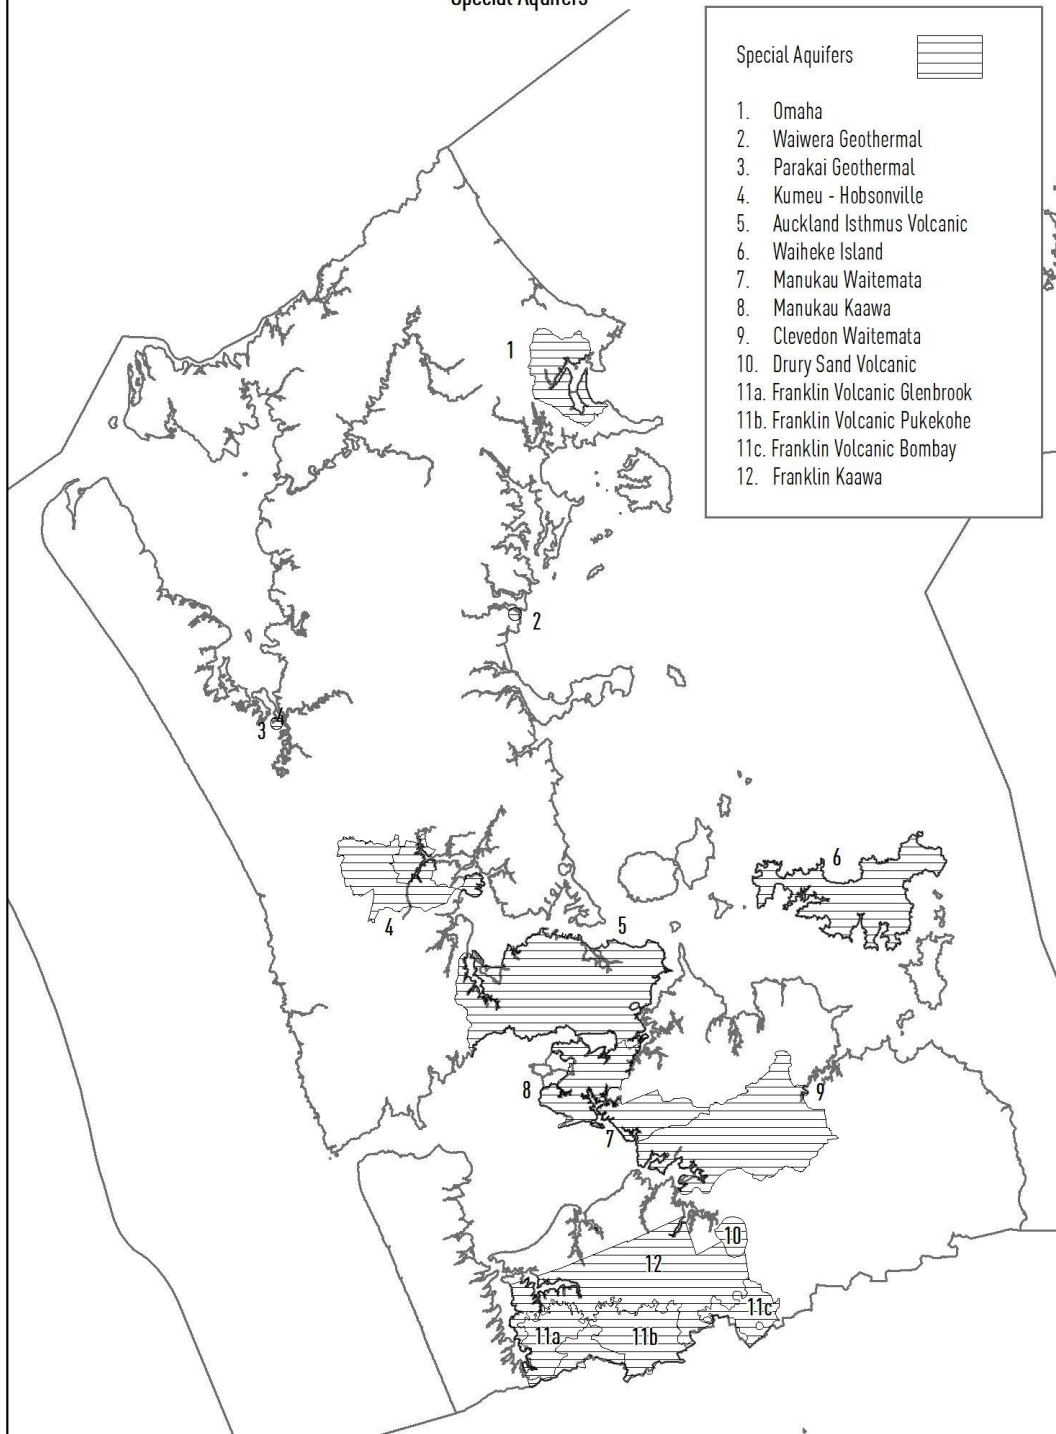 Special Aquifers
Special Aquifers
1. Omaha
2. Waiwera Geothermal
3. Parakai Geothermal
4. Kumeu - Hobsonville
5. Auckland Isthmus Volcanic
6. Waiheke Island
7. Manukau Waitemata
8. Manukau Kaawa
9. Clevedon Waitemata
10. Drury Sand Volcanic
11a. Franklin Volcanic Glenbrook
11b. Franklin Volcanic Pukekohe
11c. Franklin Volcanic Bombay
12. Franklin Kaawa
1
2
3
6
5
4
8
9
7
10
12
11c
11a
11b